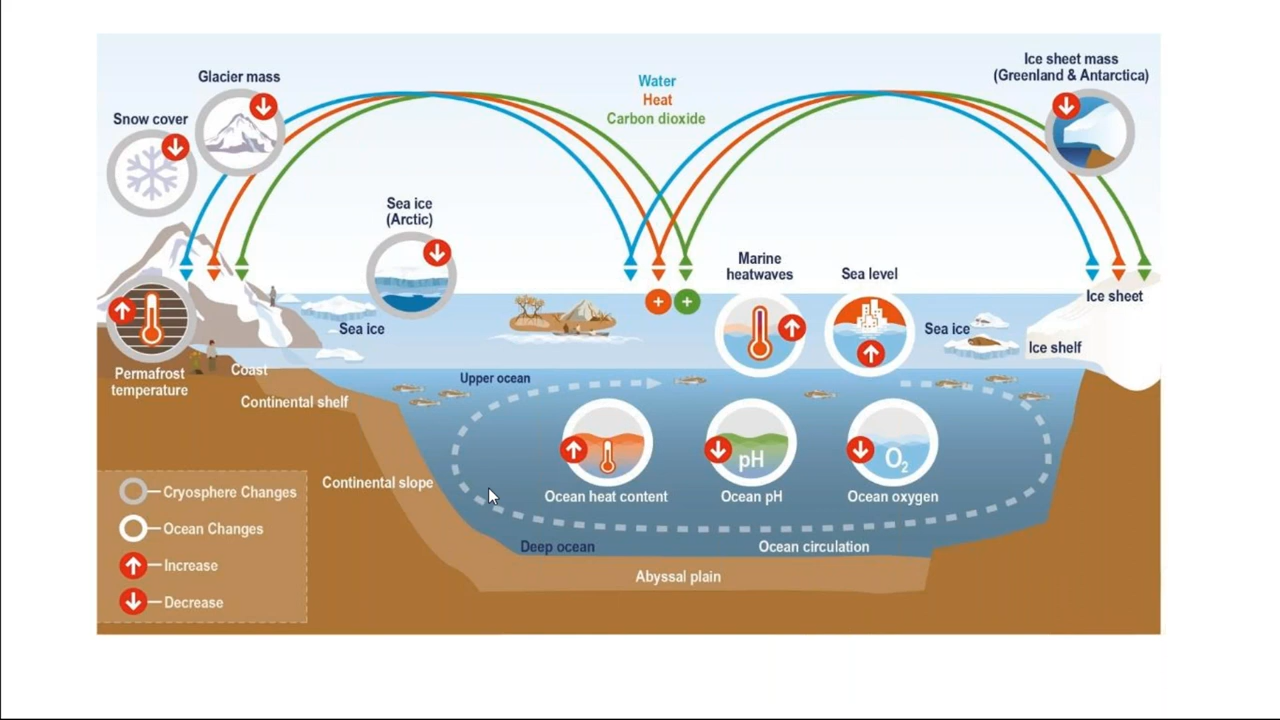 Ice sheet mass
(Greenland & Antarctica)
Glacier mass
Snow cover
Water
Heat
Carbon dioxide
Sea ice
(Arctic)
Marine
heatwaves
Sea level
Ice sheet
+
+
Sea ice
Sea ice
Ice shelf
Permafrost
temperature
Coast
Upper ocean
Continental shelf
pH
O2
Continental slope
Ocean heat content
Ocean pH
Ocean oxygen
Cryosphere Changes
Ocean Changes
Increase
Decrease
Deep ocean
Ocean circulation
Abyssal plain